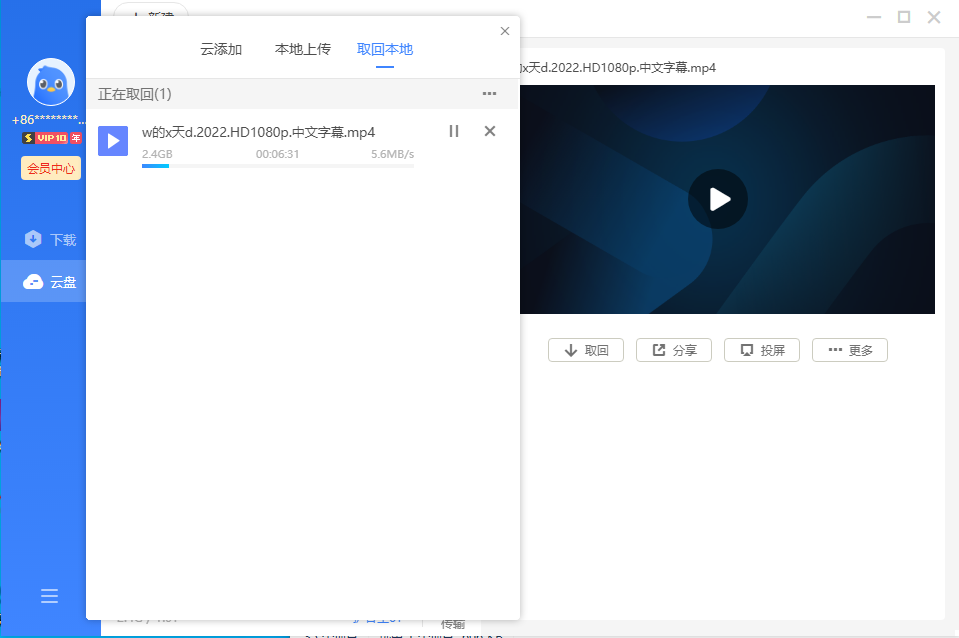 新建
云添加
本地上传
取回本地
正在取回(1)
w的x天d.2022.HD1080p.中文字幕.mp4
2.4GB
00:06:31
5.6MB/s
+86********...
VIP10 年
会员中心
下载
云盘
x天d.2022.HD1080p.中文字幕.mp4
取回
分享
投屏
更多
传输